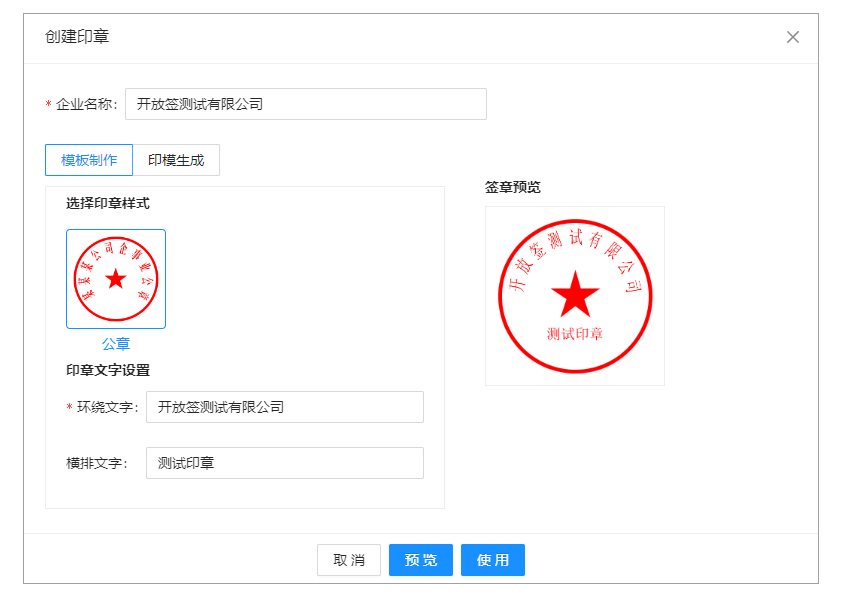 创建印章
* 企业名称： 开放签测试有限公司
模板制作 印模生成
选择印章样式
某某某公司企事业公章
公章
印章文字设置
* 环绕文字： 开放签测试有限公司
横排文字： 测试印章
签章预览
开放签测试有限公司
测试印章
取 消 预 览 使 用